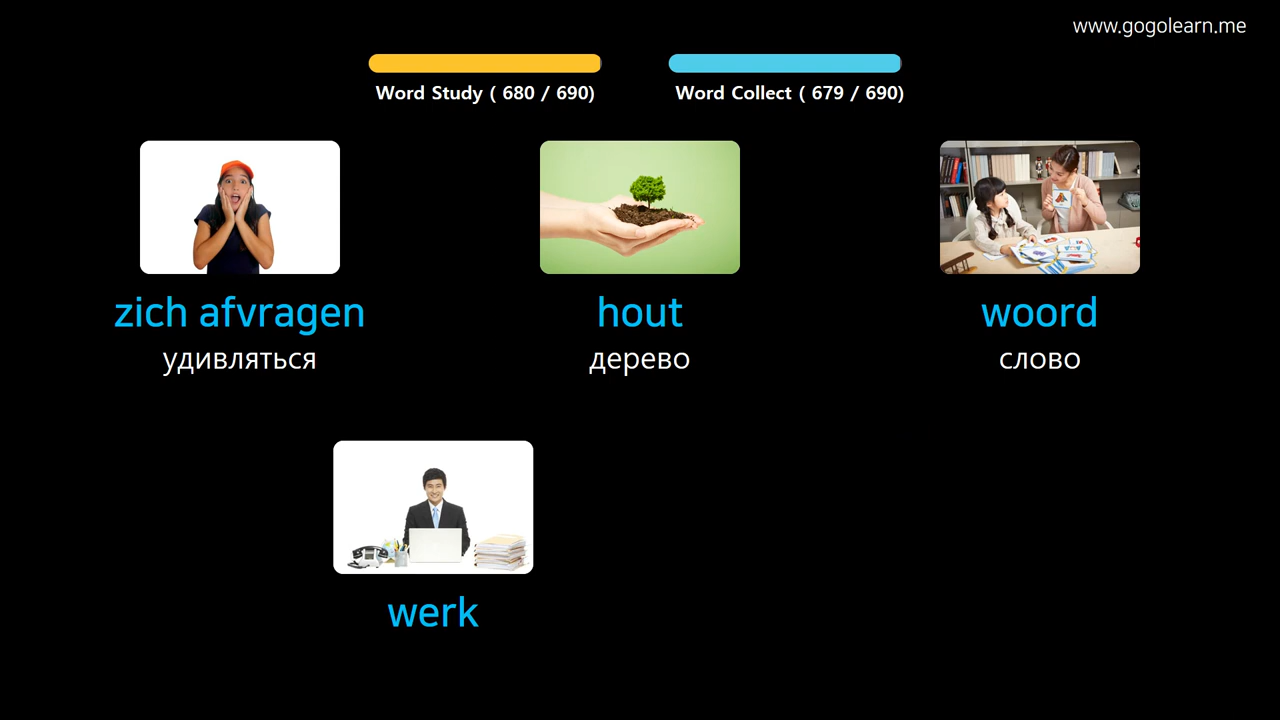 www.gogolearn.me
Word Study ( 680 / 690)
Word Collect ( 679 / 690)
zich afvragen
удивляться
hout
дерево
woord
слово
werk